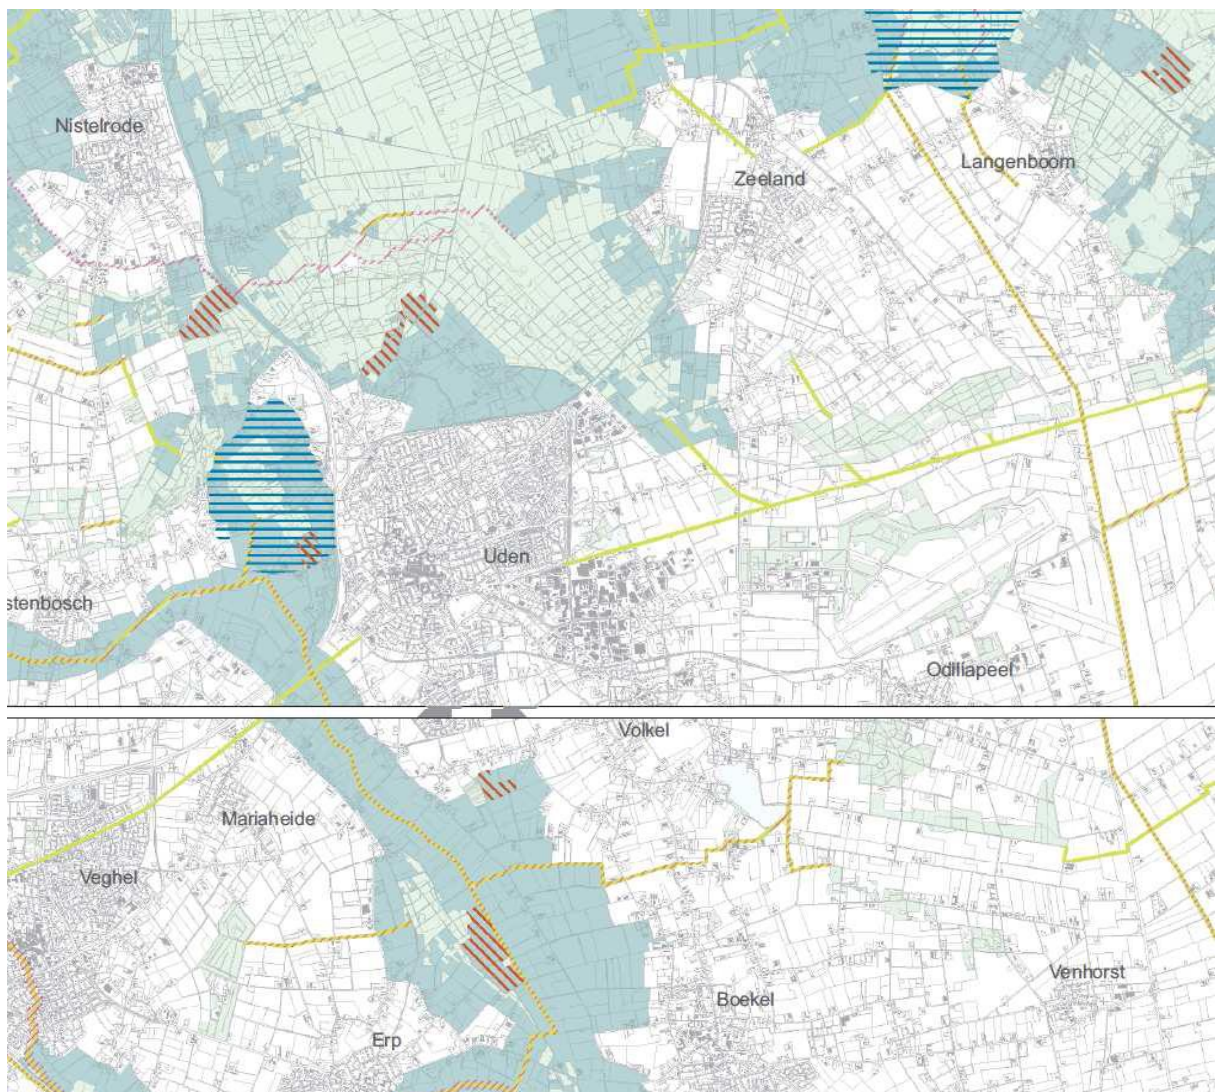 Nistelrode
Langenboom
Zeeland
Uden
stenbosch
Odiliapeel
Volkel
Mariaheide
Veghel
Venhorst
Boekel
Erp